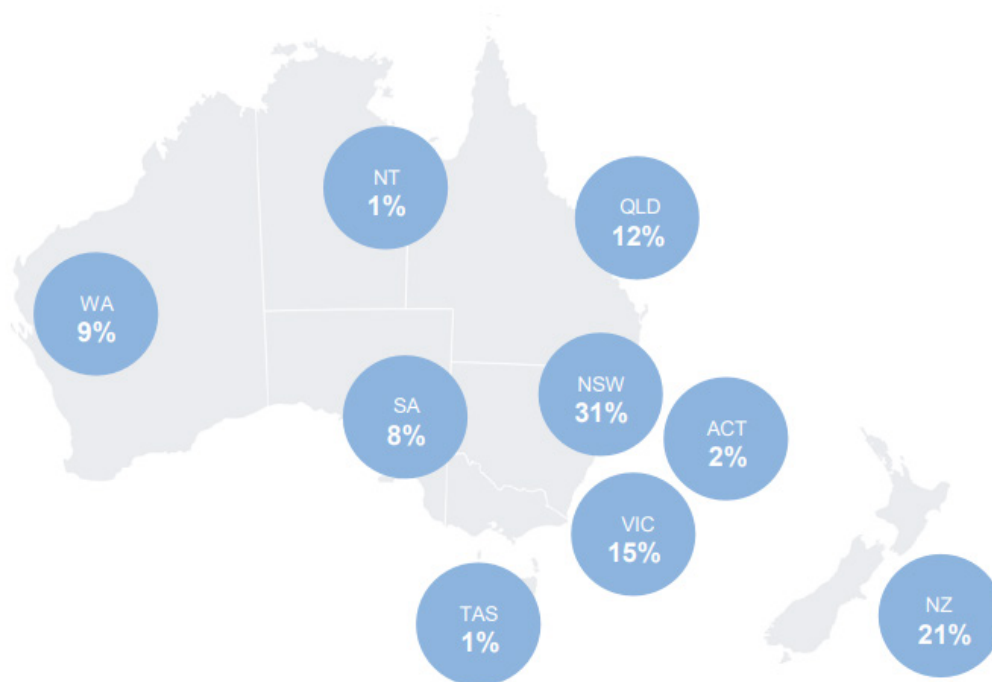 NT
1%
QLD
12%
WA
9%
NSW
31%
SA
8%
ACT
2%
VIC
15%
TAS
1%
NZ
21%